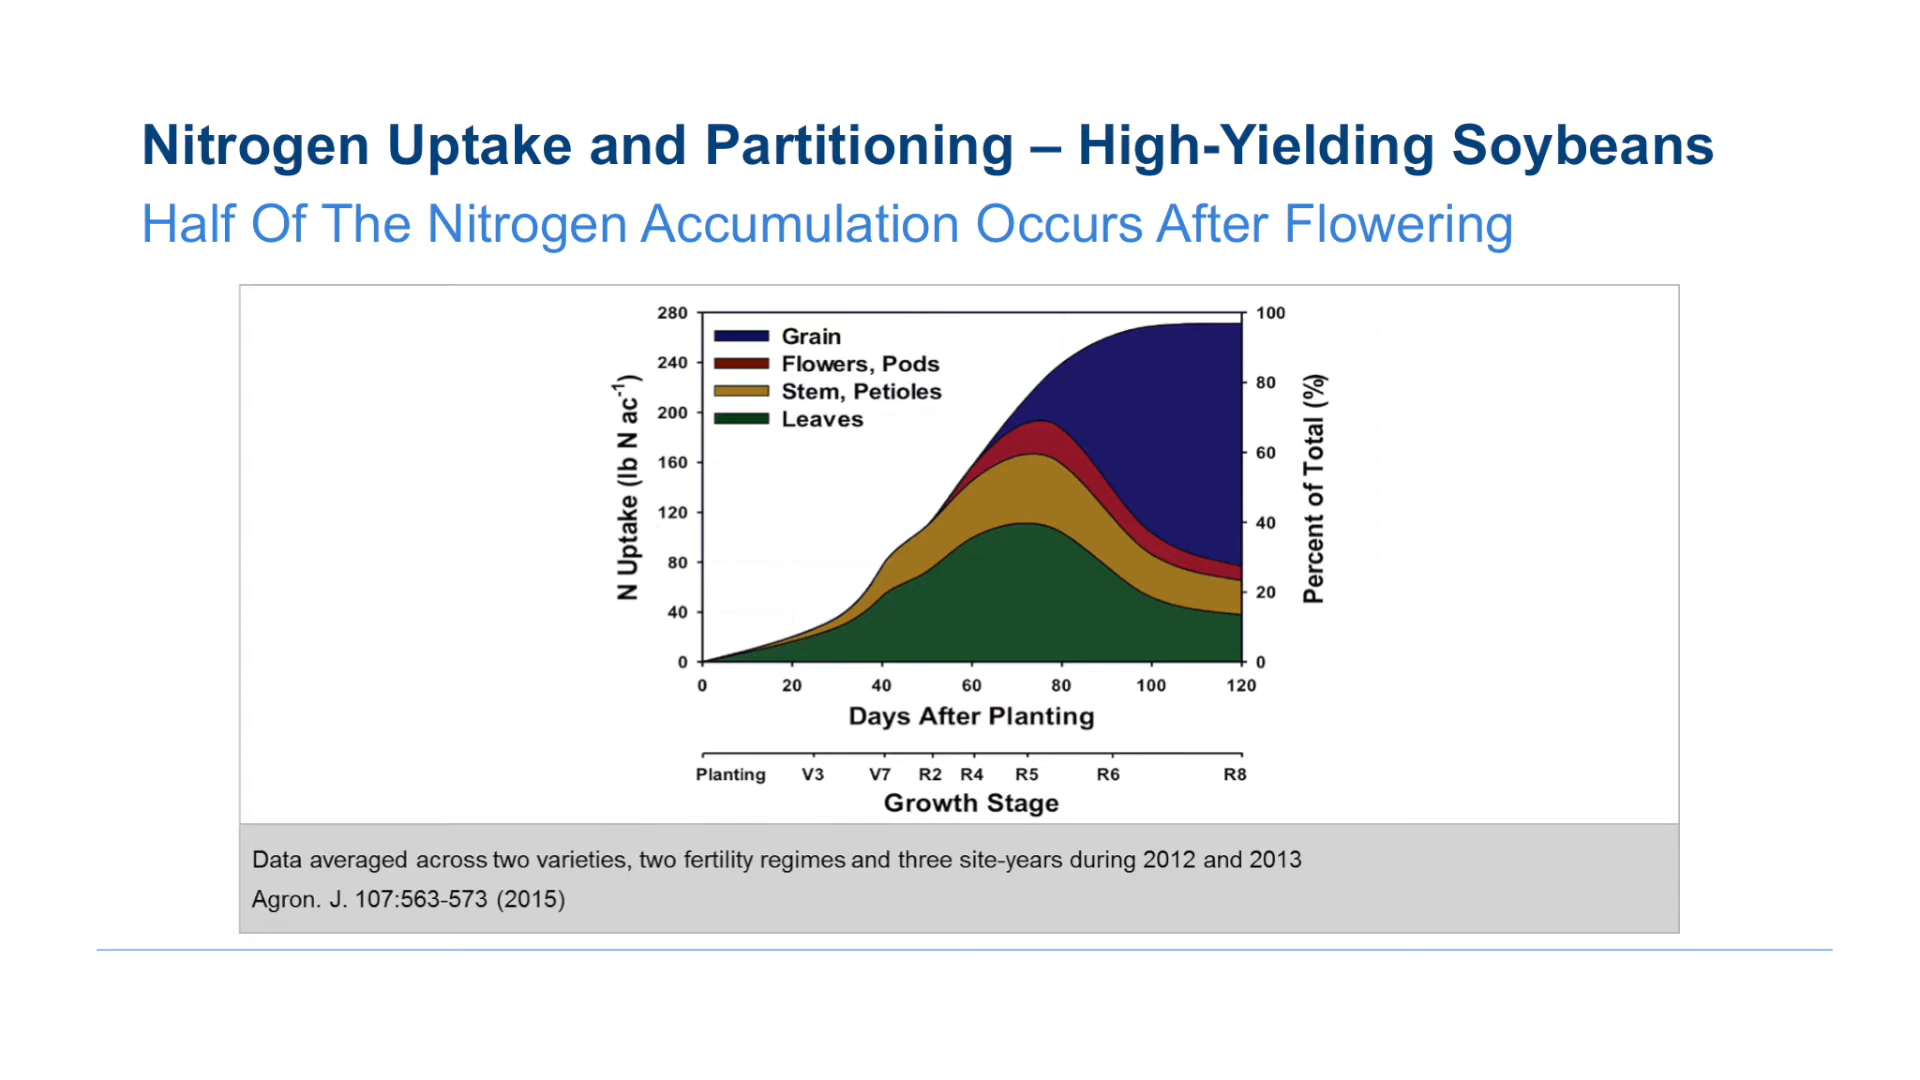 Nitrogen Uptake and Partitioning – High-Yielding Soybeans
Half Of The Nitrogen Accumulation Occurs After Flowering
280
240
200
160
120
80
40
0
N Uptake (lb N ac-1)
Grain
Flowers, Pods
Stem, Petioles
Leaves
100
80
60
40
20
0
Percent of Total (%)
0 20 40 60 80 100 120
Days After Planting
Planting V3 V7 R2 R4 R5 R6 R8
Growth Stage
Data averaged across two varieties, two fertility regimes and three site-years during 2012 and 2013
Agron. J. 107:563-573 (2015)